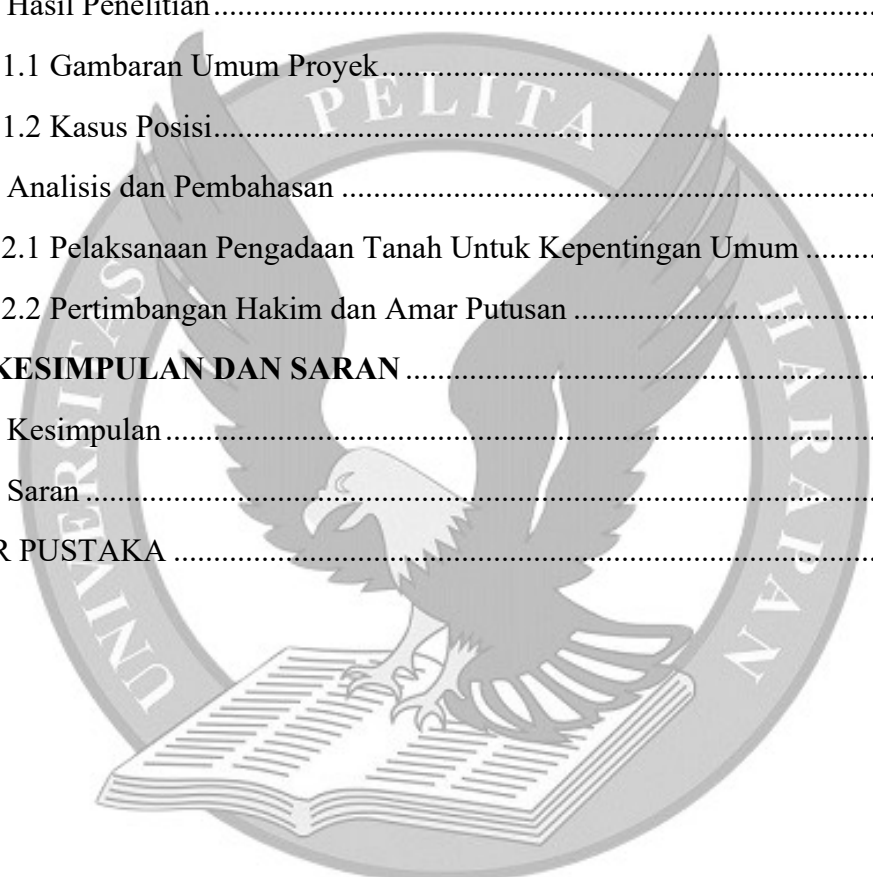 Hasil Penelitian..........................................................................................
1.1 Gambaran Umum Proyek....................................................................
1.2 Kasus Posisi..........................................................................................
Analisis dan Pembahasan ........................................................................
2.1 Pelaksanaan Pengadaan Tanah Untuk Kepentingan Umum .........
2.2 Pertimbangan Hakim dan Amar Putusan ..........................................
KESIMPULAN DAN SARAN ................................................................
Kesimpulan................................................................................................
Saran ..........................................................................................................
R PUSTAKA ..............................................................................................
UNIVERSITAS PELITA HARAPAN